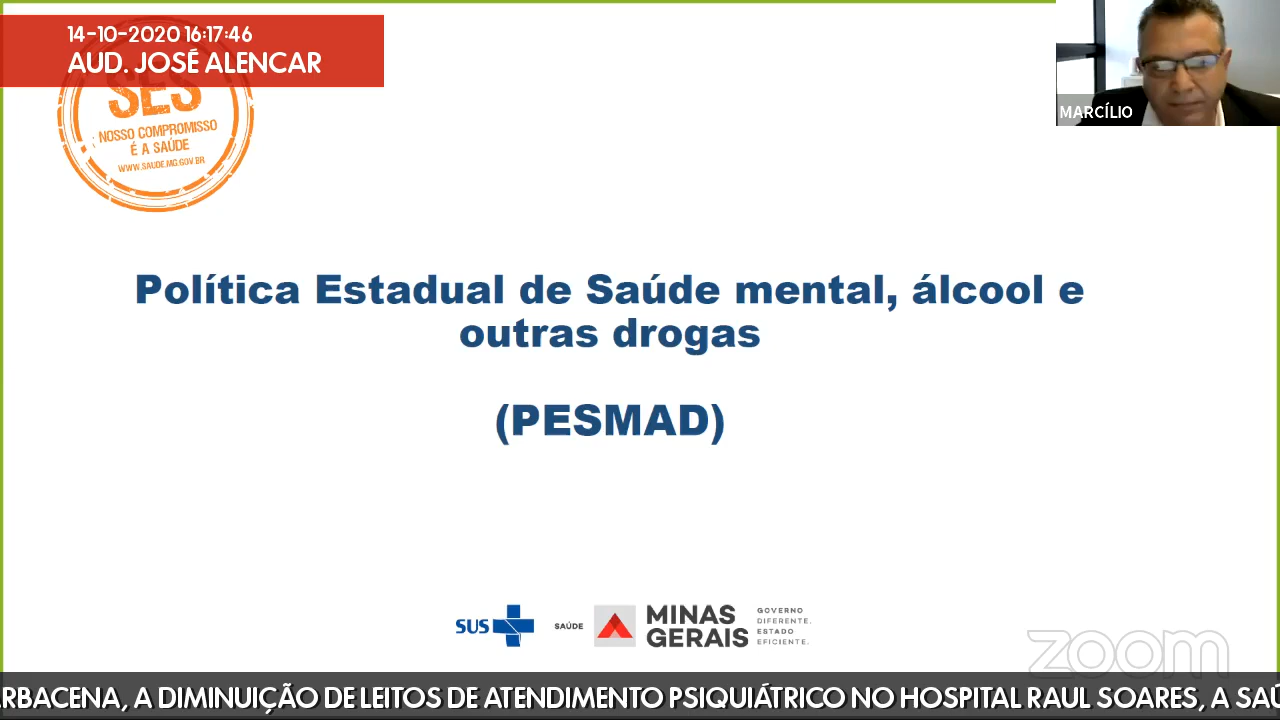 14-10-2020 16:17:46
AUD. JOSÉ ALENCAR
SES
NOSSO COMPROMISSO
É A SAÚDE
WWW.SAUDE.MG.GOV.BR
MARCÍLIO
Política Estadual de Saúde mental, álcool e
outras drogas
(PESMAD)
SUS
SAÚDE
MINAS
GERAIS
GOVERNO
DIFERENTE.
ESTADO
EFICIENTE.
zoom
RBACENA, A DIMINUIÇÃO DE LEITOS DE ATENDIMENTO PSIQUIÁTRICO NO HOSPITAL RAUL SOARES, A SAÚ